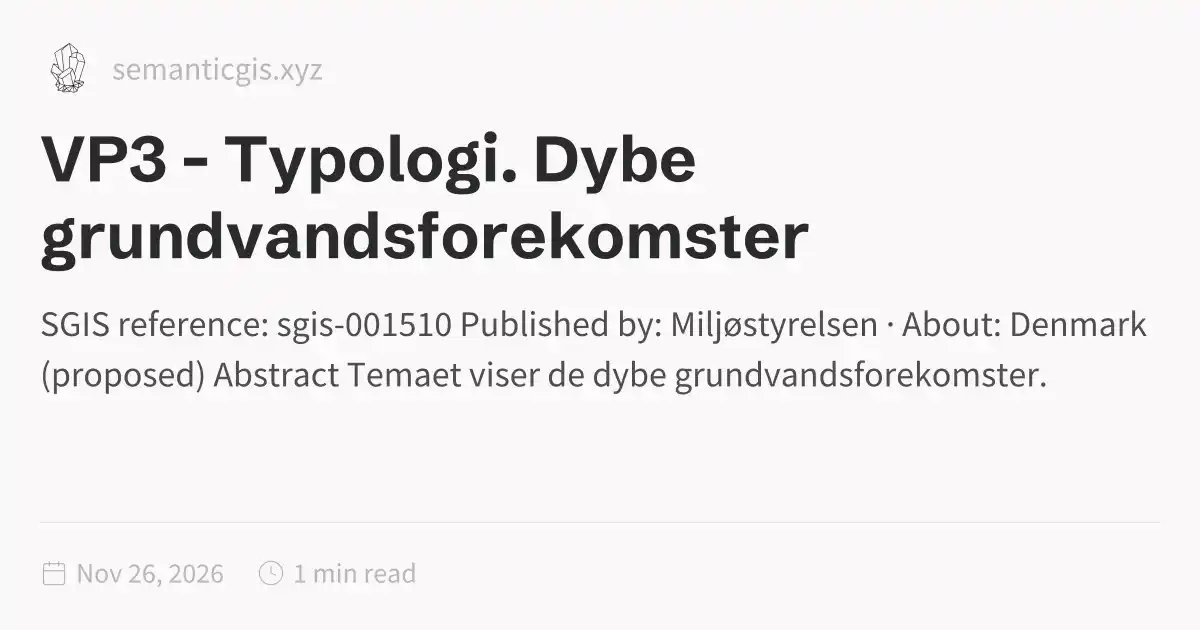 semanticgis.xyz
VP3 - Typologi. Dybe
grundvandsforekomster
SGIS reference: sgis-001510 Published by: Miljøstyrelsen · About: Denmark
(proposed) Abstract Temaet viser de dybe grundvandsforekomster.
Nov 26, 2026 1 min read